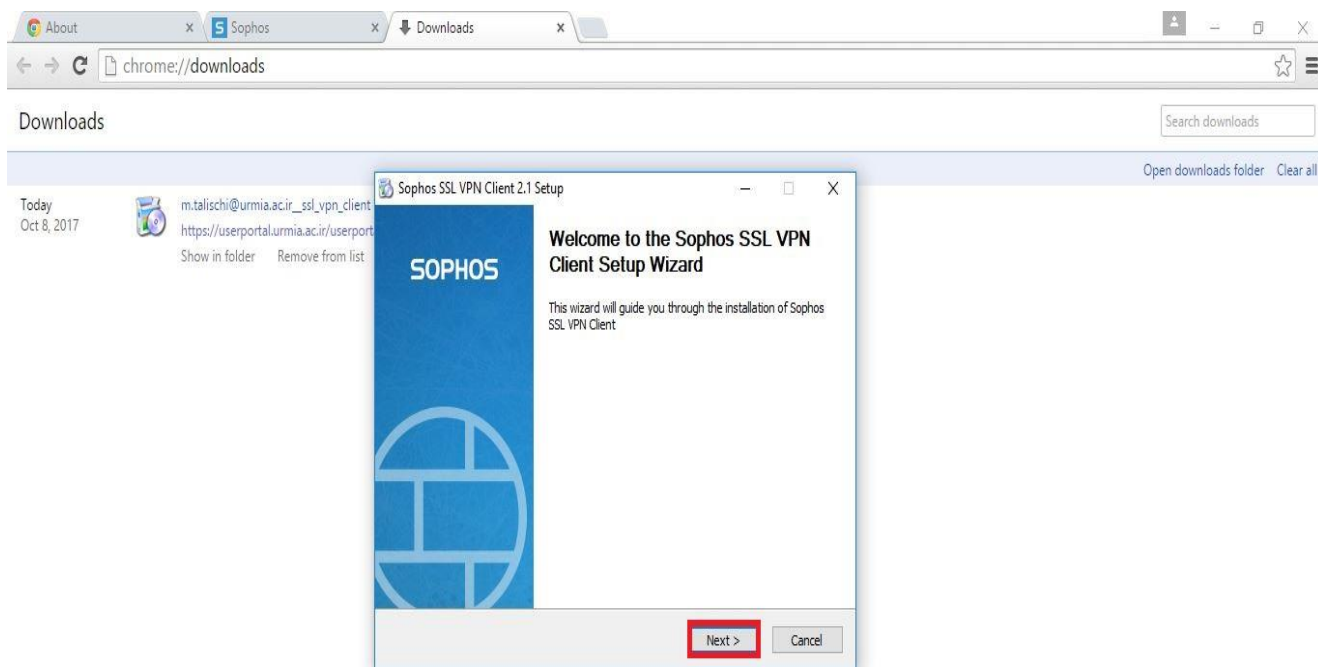 About
Sophos
Downloads
chrome://downloads
Downloads
Search downloads
Open downloads folder Clear all
Today
Oct 8, 2017
m.talischi@urmia.ac.ir__ssl_vpn_client
https://userportal.urmia.ac.ir/userport
Show in folder Remove from list
Sophos SSL VPN Client 2.1 Setup
SOPHOS
Welcome to the Sophos SSL VPN
Client Setup Wizard
This wizard will guide you through the installation of Sophos
SSL VPN Client
Next >
Cancel